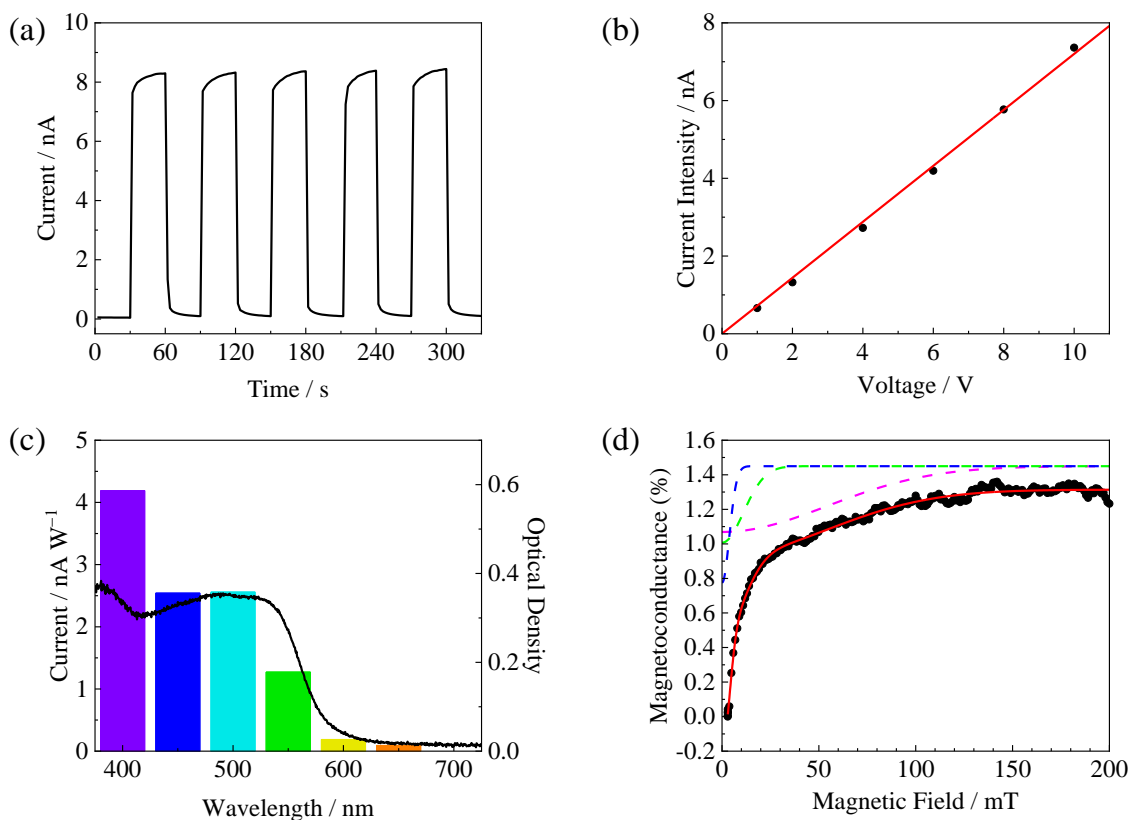 (a)
10
8
6
4
2
0
Current / nA
0 60 120 180 240 300
Time / s
(b)
8
6
4
2
0
Current Intensity / nA
0 2 4 6 8 10
Voltage / V
(c)
5
4
3
2
1
0
Current / nA W⁻¹
0.6
0.4
0.2
0.0
Optical Density
400 500 600 700
Wavelength / nm
(d)
1.6
1.4
1.2
1.0
0.8
0.6
0.4
0.2
0.0
-0.2
Magnetoconductance (%)
0 50 100 150 200
Magnetic Field / mT